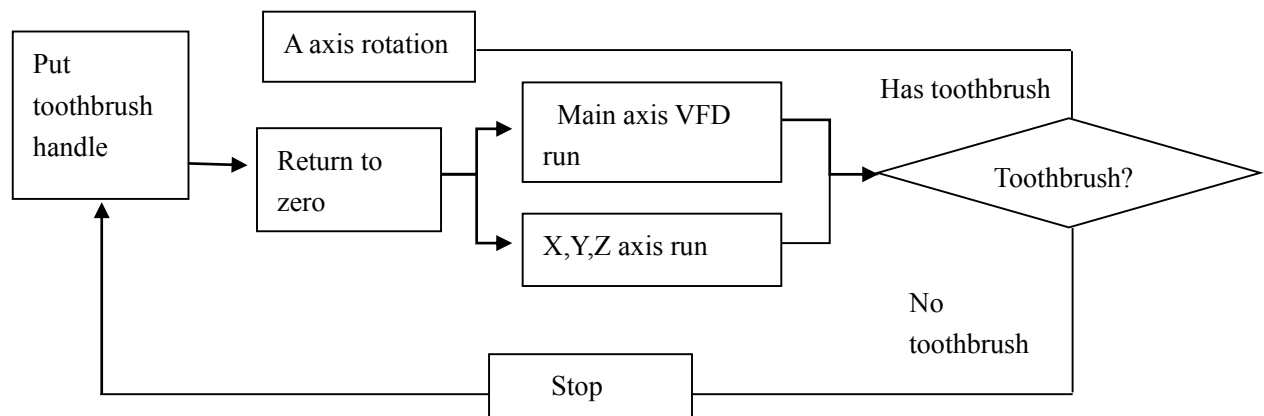 Put
toothbrush
handle
A axis rotation
Return to
zero
Main axis VFD
run
X,Y,Z axis run
Has toothbrush
Toothbrush?
No
toothbrush
Stop